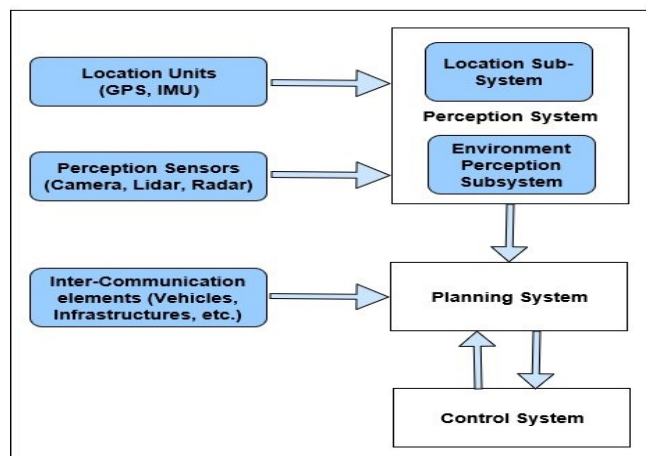 Location Units
(GPS, IMU)
Location Sub-
System
Perception System
Perception Sensors
(Camera, Lidar, Radar)
Environment
Perception
Subsystem
Inter-Communication
elements (Vehicles,
Infrastructures, etc.)
Planning System
Control System